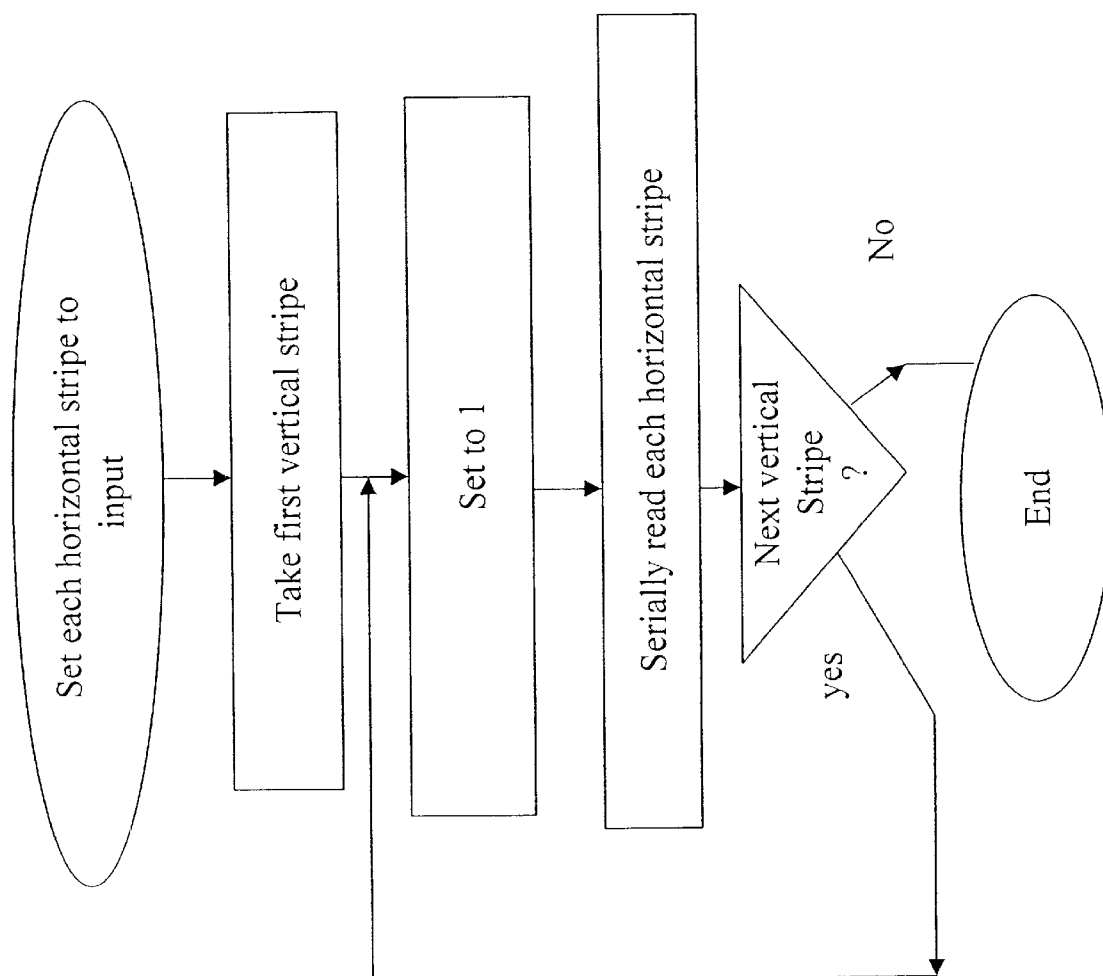 Set each horizontal stripe to
input
Take first vertical stripe
Set to 1
Serially read each horizontal stripe
Next vertical
Stripe
?
yes
No
End